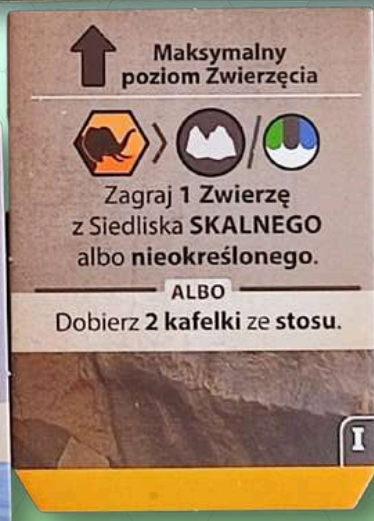 Maksymalny
poziom Zwierzęcia
Zagraj 1 Zwierzę
z Siedliska SKALNEGO
albo nieokreślonego.
ALBO
Dobierz 2 kafelki ze stosu.
I